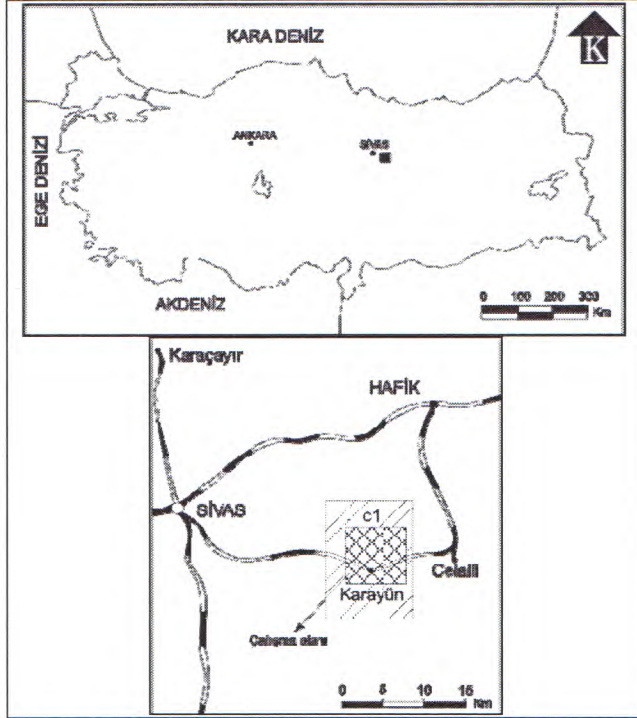 KARA DENİZ
K
EGE DENİZİ
ANKARA
SİVAS
AKDENİZ
0 100 200 300
Km
Karaçayır
HAFİK
SİVAS
c1
Celalli
Karayün
Çalışma alanı
0 5 10 15
Km